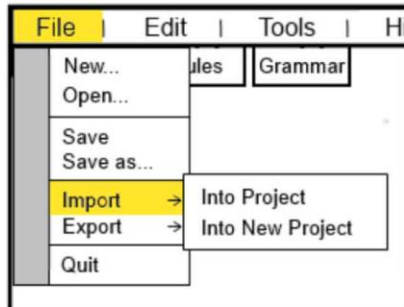 File | Edit | Tools |
New...
Grammar
Open...
Save
Save as...
Import → Into Project
Export → Into New Project
Quit